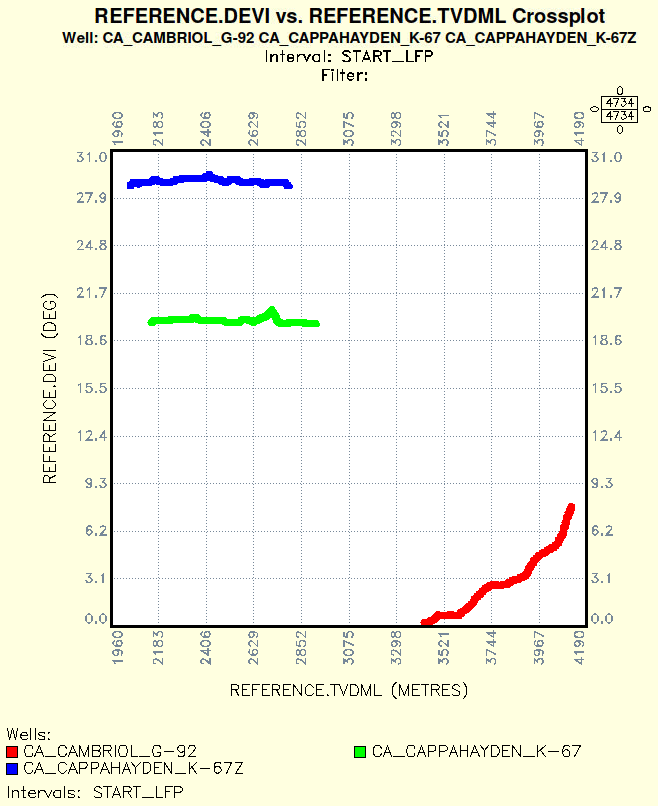 REFERENCE.DEVI vs. REFERENCE.TVDML Crossplot
Well: CA_CAMBRIOL_G-92 CA_CAPPAHAYDEN_K-67 CA_CAPPAHAYDEN_K-67Z
Interval: START_LFP
Filter:
0
0 4734 0
4734
0
1960 2183 2406 2629 2852 3075 3298 3521 3744 3967 4190
31.0 31.0
27.9 27.9
24.8 24.8
21.7 21.7
18.6 18.6
15.5 15.5
12.4 12.4
9.3 9.3
6.2 6.2
3.1 3.1
0.0 0.0
REFERENCE.DEVI (DEG)
1960 2183 2406 2629 2852 3075 3298 3521 3744 3967 4190
REFERENCE.TVDML (METRES)
Wells:
CA_CAMBRIOL_G-92 CA_CAPPAHAYDEN_K-67
CA_CAPPAHAYDEN_K-67Z
Intervals: START_LFP